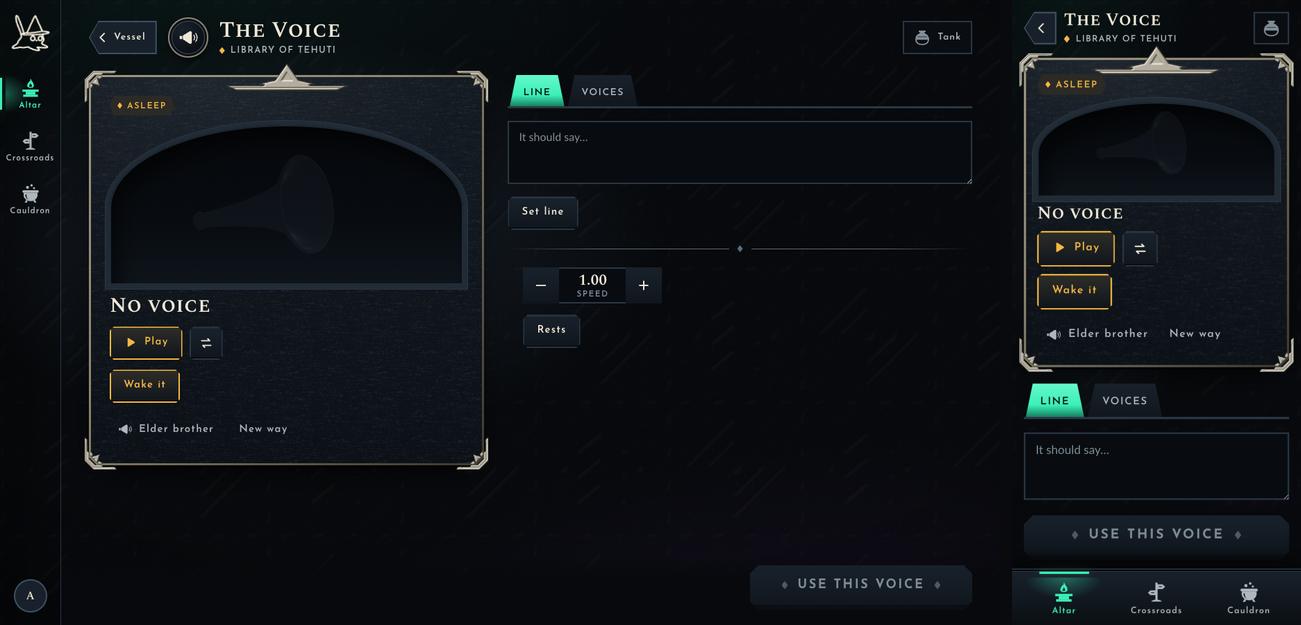 Vessel
THE VOICE
LIBRARY OF TEHUTI
Tank
Altar
Crossroads
Cauldron
A
ASLEEP
NO VOICE
Play
Wake it
Elder brother New way
LINE VOICES
It should say...
Set line
1.00
SPEED
Rests
USE THIS VOICE
THE VOICE
LIBRARY OF TEHUTI
ASLEEP
NO VOICE
Play
Wake it
Elder brother New way
LINE VOICES
It should say...
USE THIS VOICE
Altar Crossroads Cauldron